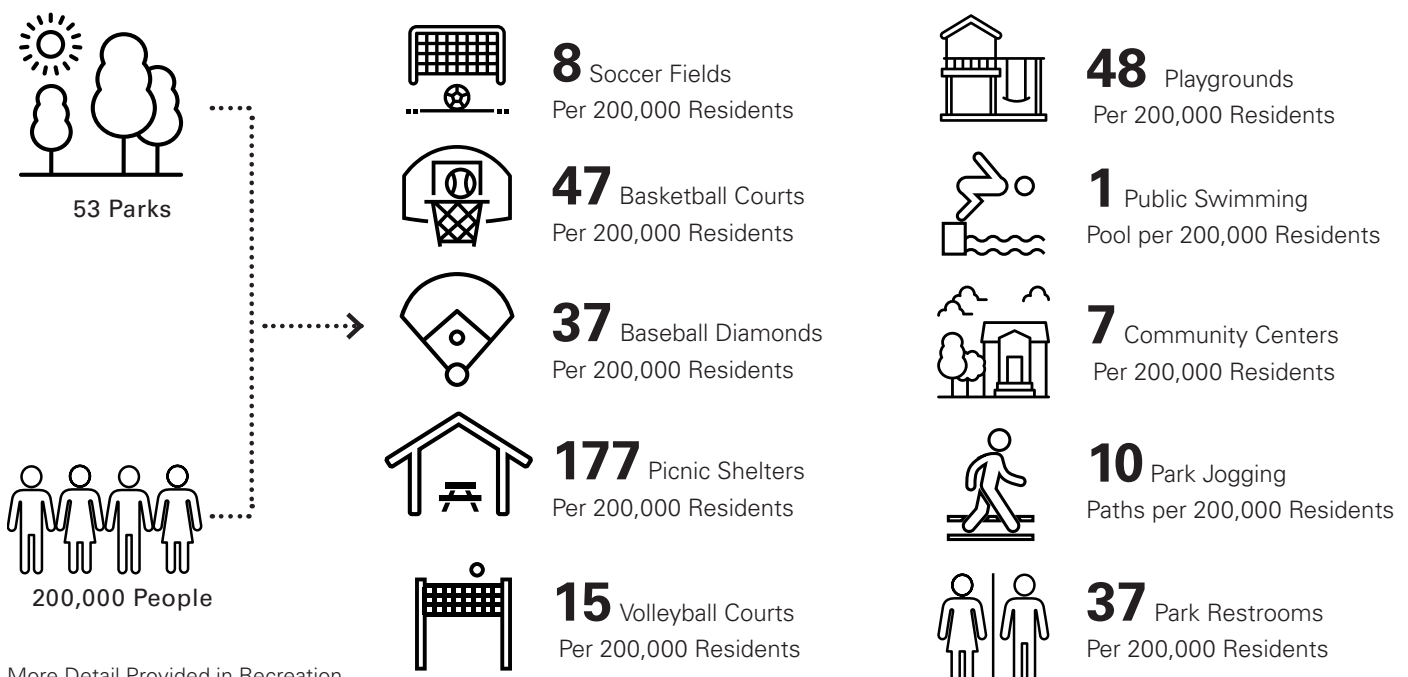 53 Parks
200,000 People
More Detail Provided in Recreation
8 Soccer Fields
Per 200,000 Residents
47 Basketball Courts
Per 200,000 Residents
37 Baseball Diamonds
Per 200,000 Residents
177 Picnic Shelters
Per 200,000 Residents
15 Volleyball Courts
Per 200,000 Residents
48 Playgrounds
Per 200,000 Residents
1 Public Swimming
Pool per 200,000 Residents
7 Community Centers
Per 200,000 Residents
10 Park Jogging
Paths per 200,000 Residents
37 Park Restrooms
Per 200,000 Residents